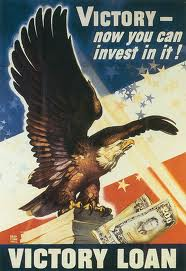 VICTORY—
now you can
invest in it!
VICTORY LOAN